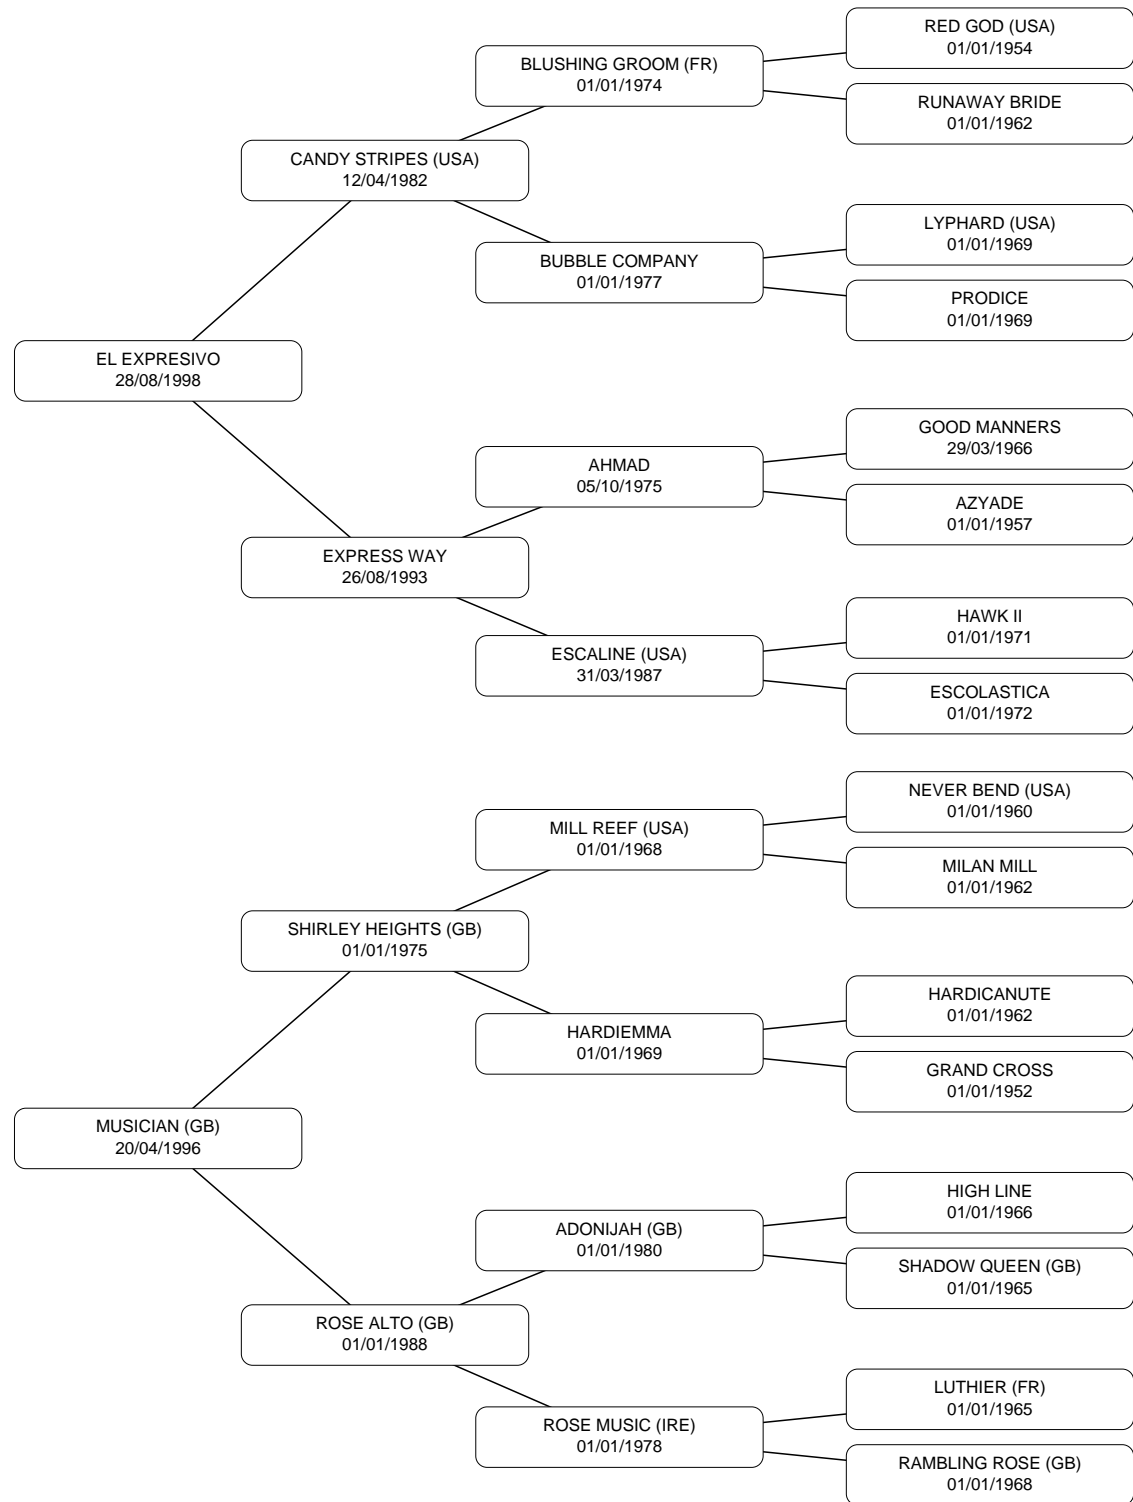 RED GOD (USA)
01/01/1954
BLUSHING GROOM (FR)
01/01/1974
RUNAWAY BRIDE
01/01/1962
CANDY STRIPES (USA)
12/04/1982
LYPHARD (USA)
01/01/1969
BUBBLE COMPANY
01/01/1977
PRODICE
01/01/1969
EL EXPRESIVO
28/08/1998
GOOD MANNERS
29/03/1966
AHMAD
05/10/1975
AZYADE
01/01/1957
EXPRESS WAY
26/08/1993
HAWK II
01/01/1971
ESCALINE (USA)
31/03/1987
ESCOLASTICA
01/01/1972
NEVER BEND (USA)
01/01/1960
MILL REEF (USA)
01/01/1968
MILAN MILL
01/01/1962
SHIRLEY HEIGHTS (GB)
01/01/1975
HARDICANUTE
01/01/1962
HARDIEMMA
01/01/1969
GRAND CROSS
01/01/1952
MUSICIAN (GB)
20/04/1996
HIGH LINE
01/01/1966
ADONIJAH (GB)
01/01/1980
SHADOW QUEEN (GB)
01/01/1965
ROSE ALTO (GB)
01/01/1988
LUTHIER (FR)
01/01/1965
ROSE MUSIC (IRE)
01/01/1978
RAMBLING ROSE (GB)
01/01/1968